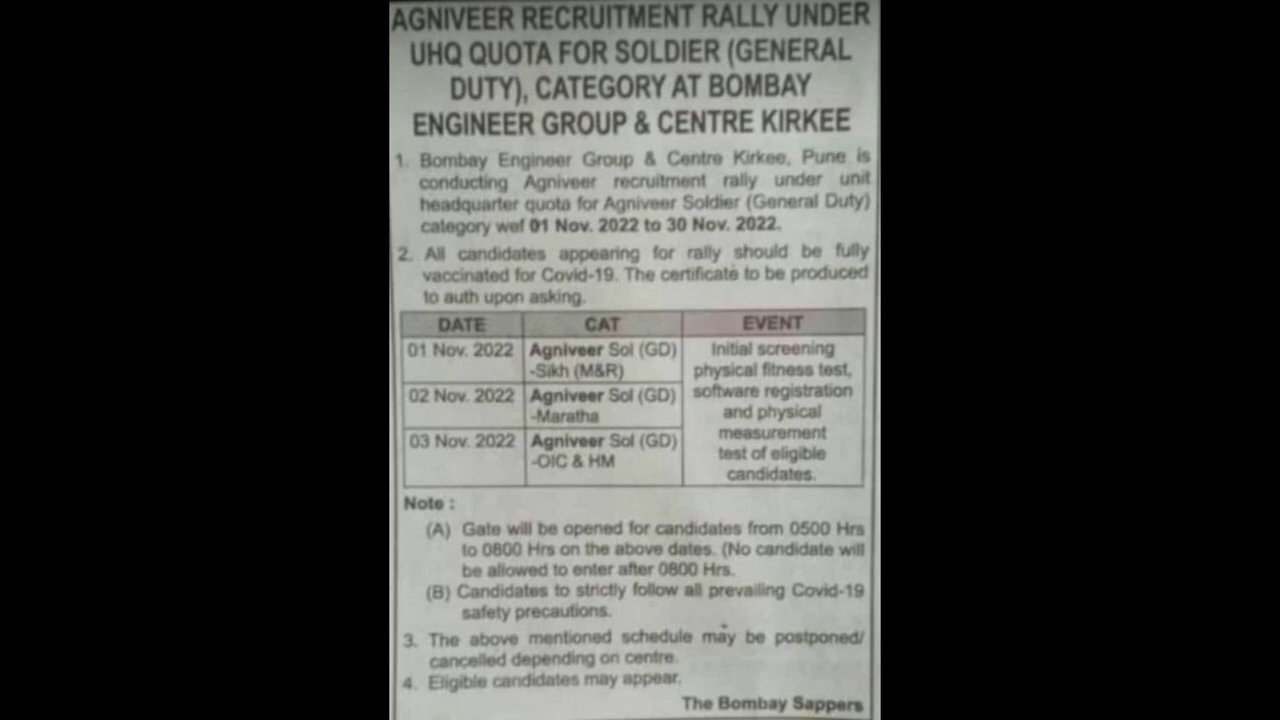 AGNIVEER RECRUITMENT RALLY UNDER
UHQ QUOTA FOR SOLDIER (GENERAL
DUTY), CATEGORY AT BOMBAY
ENGINEER GROUP & CENTRE KIRKEE
1. Bombay Engineer Group & Centre Kirkee, Pune is
conducting Agniveer recruitment rally under unit
headquarter quota for Agniveer Soldier (General Duty)
category wef 01 Nov. 2022 to 30 Nov. 2022.
2. All candidates appearing for rally should be fully
vaccinated for Covid-19. The certificate to be produced
to auth upon asking.
DATE CAT EVENT
01 Nov. 2022 Agniveer Sol (GD)
-Sikh (M&R)
02 Nov. 2022 Agniveer Sol (GD)
-Maratha
03 Nov. 2022 Agniveer Sol (GD)
-OIC & HM
Initial screening
physical fitness test,
software registration
and physical
measurement
test of eligible
candidates.
Note :
(A) Gate will be opened for candidates from 0500 Hrs
to 0800 Hrs on the above dates. (No candidate will
be allowed to enter after 0800 Hrs.
(B) Candidates to strictly follow all prevailing Covid-19
safety precautions.
3. The above mentioned schedule may be postponed/
cancelled depending on centre.
4. Eligible candidates may appear.
The Bombay Sappers